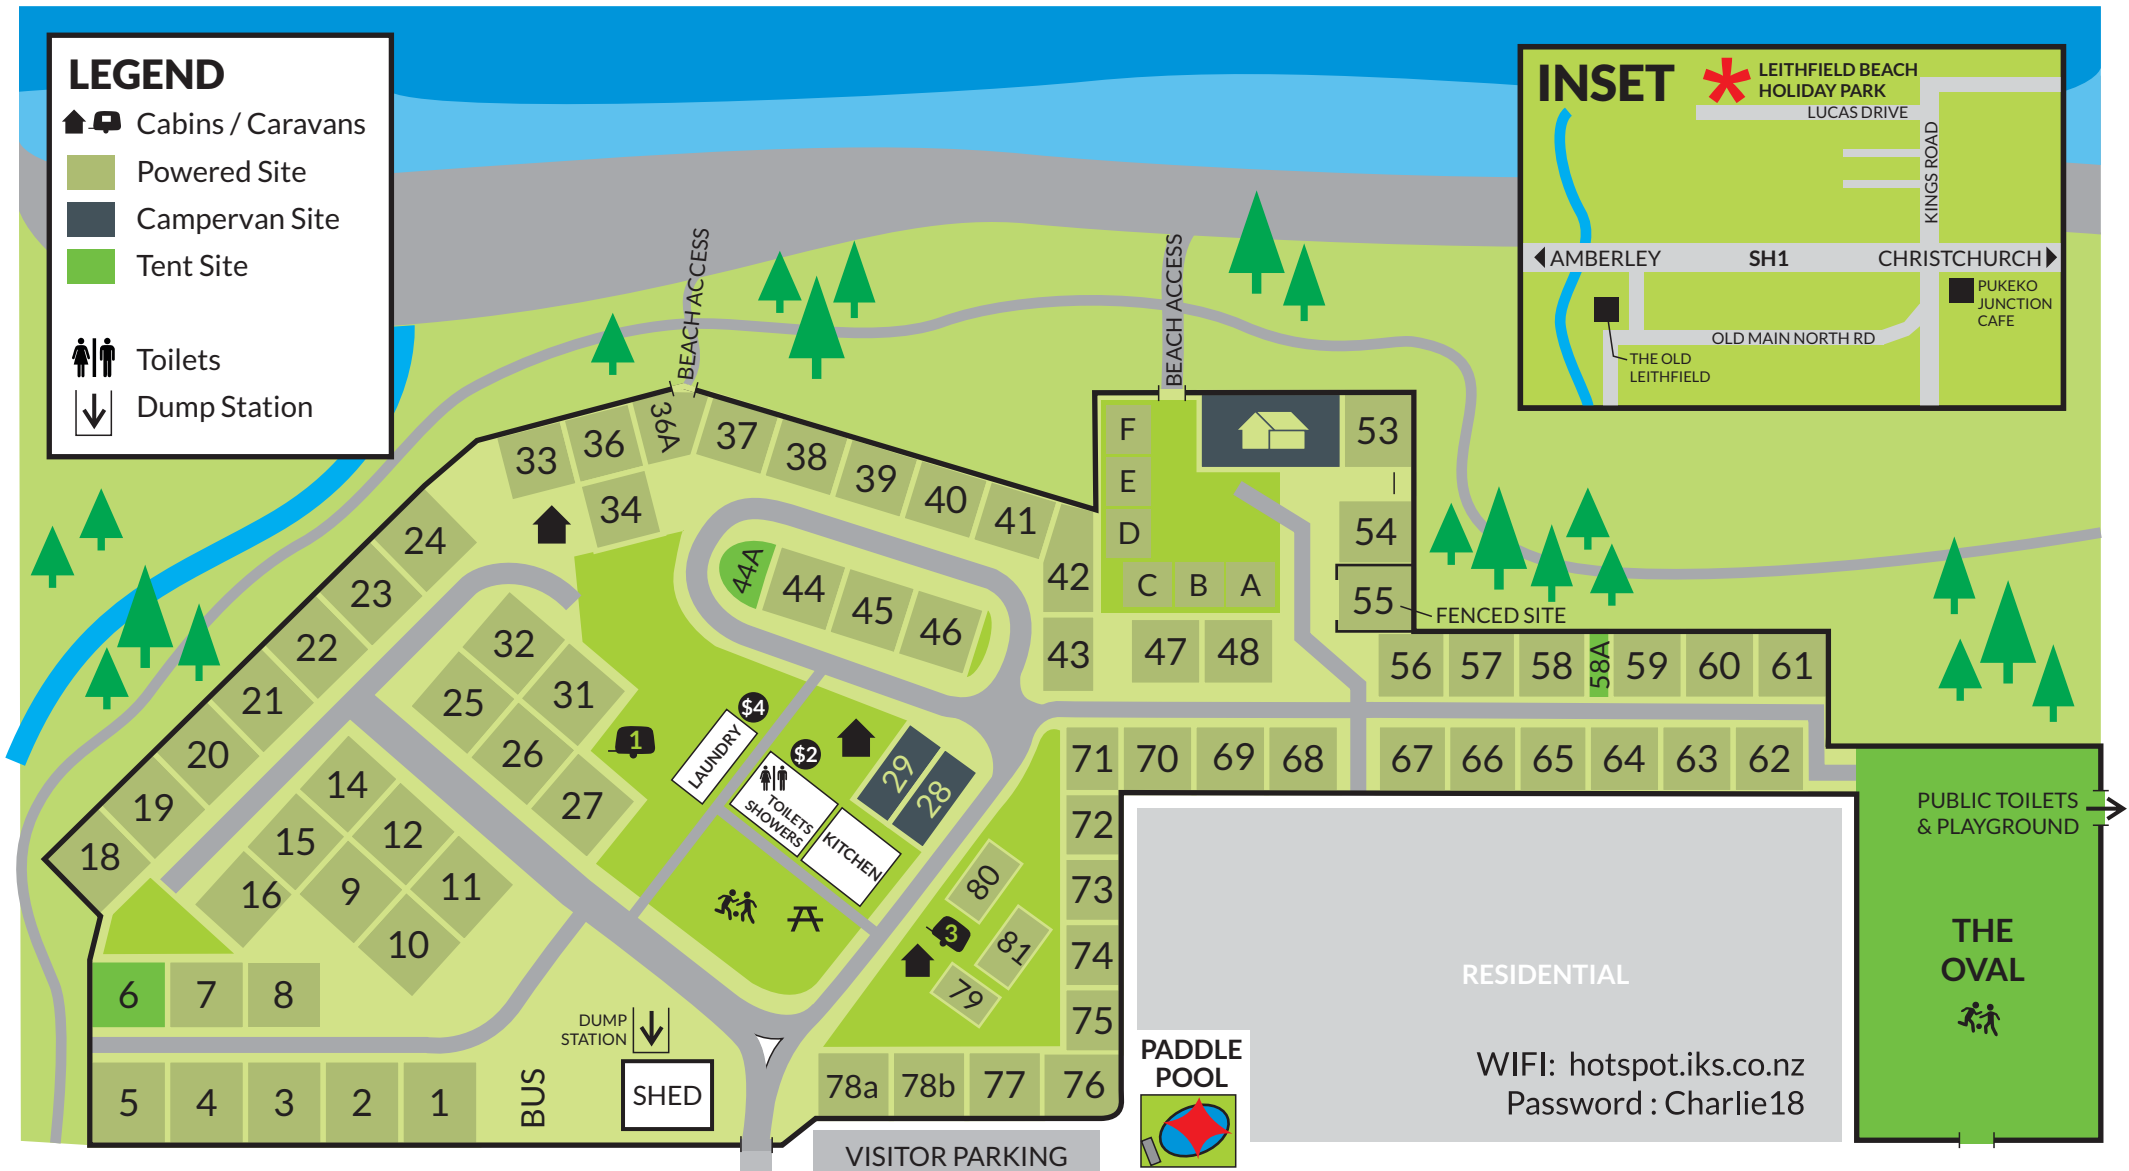 LEGEND
Cabins / Caravans
Powered Site
Campervan Site
Tent Site
Toilets
Dump Station
INSET
LEITHFIELD BEACH
HOLIDAY PARK
LUCAS DRIVE
KINGS ROAD
AMBERLEY
SH1
CHRISTCHURCH
PUKEKO
JUNCTION
CAFE
OLD MAIN NORTH RD
THE OLD
LEITHFIELD
BEACH ACCESS
BEACH ACCESS
33
36
36A
37
38
39
40
41
42
43
34
24
23
22
21
20
19
18
44A
44
45
46
F
E
D
C
B
A
47
48
53
54
55
FENCED SITE
56
57
58
58A
59
60
61
32
31
25
26
27
1
LAUNDRY
$4
$2
TOILETS
SHOWERS
KITCHEN
29
28
71
70
69
68
67
66
65
64
63
62
72
73
74
75
76
77
78b
78a
80
81
79
3
14
15
16
12
9
11
10
6
7
8
5
4
3
2
1
BUS
DUMP
STATION
SHED
VISITOR PARKING
PADDLE
POOL
RESIDENTIAL
WIFI: hotspot.iks.co.nz
Password : Charlie18
PUBLIC TOILETS
& PLAYGROUND
THE
OVAL